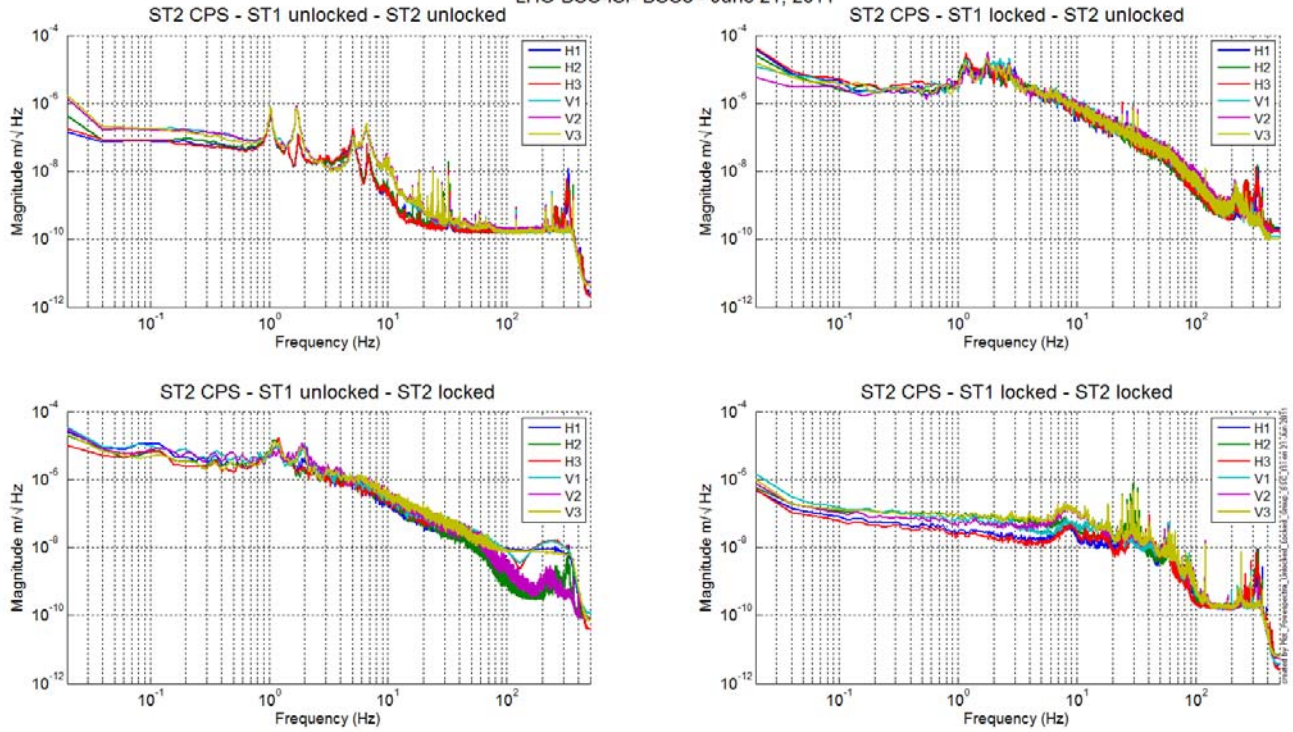 ST2 CPS - ST1 unlocked - ST2 unlocked
10⁻⁴
10⁻⁶
10⁻⁸
10⁻¹⁰
10⁻¹²
Magnitude m/√ Hz
H1
H2
H3
V1
V2
V3
10⁻¹ 10⁰ 10¹ 10²
Frequency (Hz)
June 21, 2011
ST2 CPS - ST1 locked - ST2 unlocked
10⁻⁴
10⁻⁶
10⁻⁸
10⁻¹⁰
10⁻¹²
Magnitude m/√ Hz
H1
H2
H3
V1
V2
V3
10⁻¹ 10⁰ 10¹ 10²
Frequency (Hz)
ST2 CPS - ST1 unlocked - ST2 locked
10⁻⁴
10⁻⁶
10⁻⁸
10⁻¹⁰
10⁻¹²
Magnitude m/√ Hz
H1
H2
H3
V1
V2
V3
10⁻¹ 10⁰ 10¹ 10²
Frequency (Hz)
ST2 CPS - ST1 locked - ST2 locked
10⁻⁴
10⁻⁶
10⁻⁸
10⁻¹⁰
10⁻¹²
Magnitude m/√ Hz
H1
H2
H3
V1
V2
V3
10⁻¹ 10⁰ 10¹ 10²
Frequency (Hz)
created by